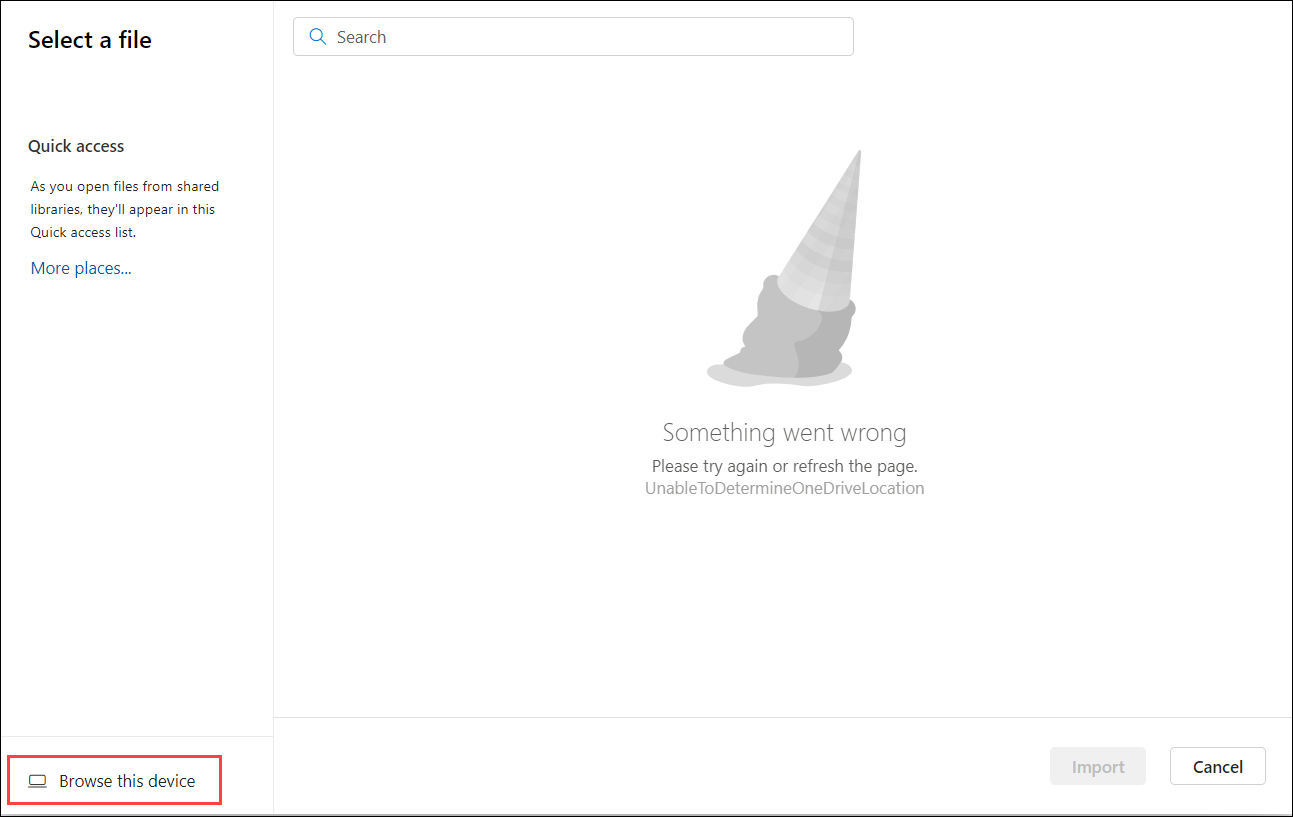 Select a file
Search
Quick access
As you open files from shared
libraries, they'll appear in this
Quick access list.
More places...
Something went wrong
Please try again or refresh the page.
UnableToDetermineOneDriveLocation
Browse this device
Import
Cancel